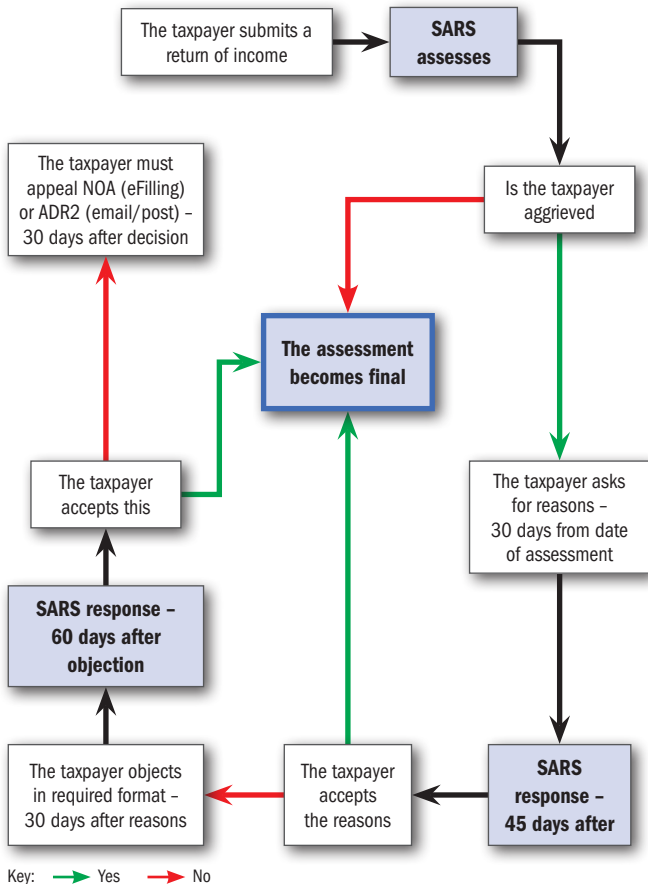 The taxpayer submits a
return of income
SARS
assesses
Is the taxpayer
aggrieved
The taxpayer must
appeal NOA (eFilling)
or ADR2 (email/post) –
30 days after decision
The assessment
becomes final
The taxpayer asks
for reasons –
30 days from date
of assessment
The taxpayer
accepts this
SARS response –
60 days after
objection
The taxpayer objects
in required format –
30 days after reasons
The taxpayer
accepts
the reasons
SARS
response –
45 days after
Key: Yes No